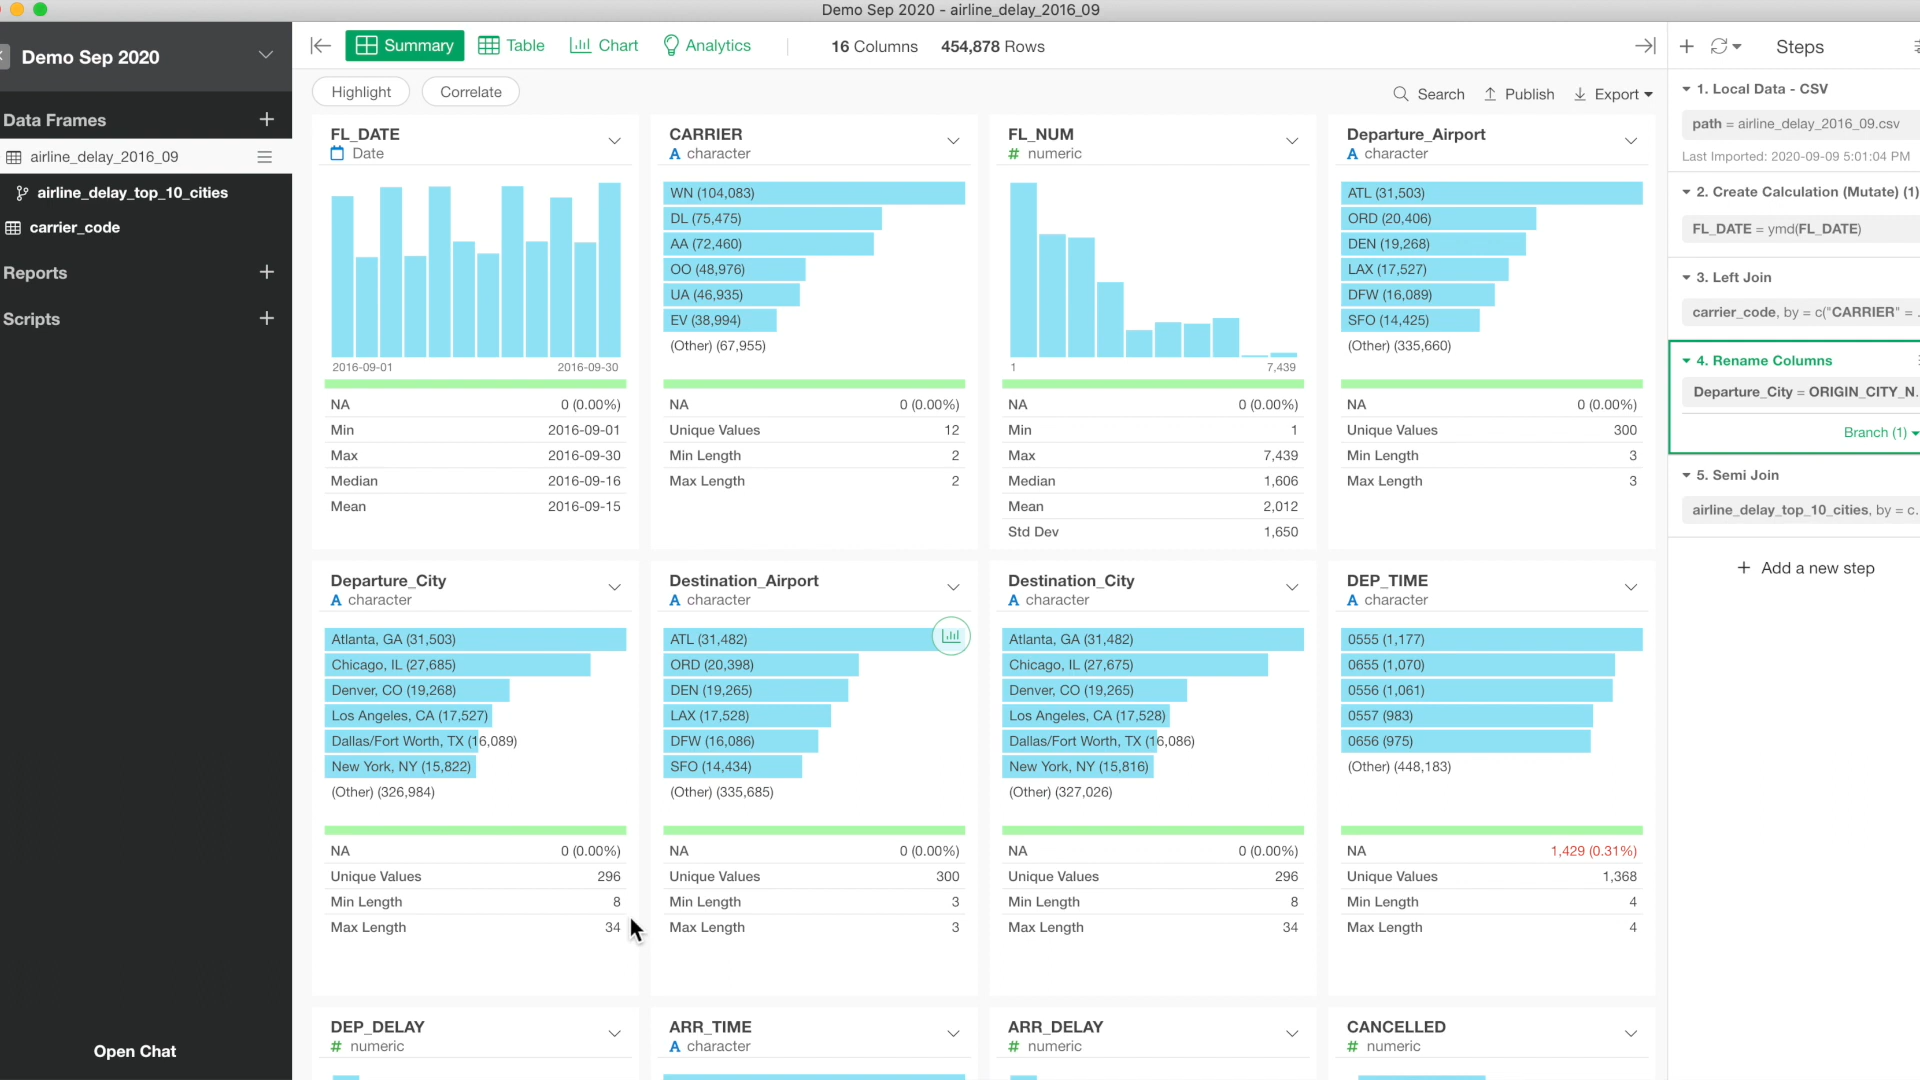 Demo Sep 2020 - airline_delay_2016_09
Demo Sep 2020
Data Frames
airline_delay_2016_09
airline_delay_top_10_cities
carrier_code
Reports
Scripts
Open Chat
Summary Table Chart Analytics 16 Columns 454,878 Rows
Highlight Correlate Search Publish Export
FL_DATE
Date
2016-09-01 2016-09-30
NA 0 (0.00%)
Min 2016-09-01
Max 2016-09-30
Median 2016-09-16
Mean 2016-09-15
CARRIER
A character
WN (104,083)
DL (75,475)
AA (72,460)
OO (48,976)
UA (46,935)
EV (38,994)
(Other) (67,955)
NA 0 (0.00%)
Unique Values 12
Min Length 2
Max Length 2
FL_NUM
# numeric
1 7,439
NA 0 (0.00%)
Min 1
Max 7,439
Median 1,606
Mean 2,012
Std Dev 1,650
Departure_Airport
A character
ATL (31,503)
ORD (20,406)
DEN (19,268)
LAX (17,527)
DFW (16,089)
SFO (14,425)
(Other) (335,660)
NA 0 (0.00%)
Unique Values 300
Min Length 3
Max Length 3
Departure_City
A character
Atlanta, GA (31,503)
Chicago, IL (27,685)
Denver, CO (19,268)
Los Angeles, CA (17,527)
Dallas/Fort Worth, TX (16,089)
New York, NY (15,822)
(Other) (326,984)
NA 0 (0.00%)
Unique Values 296
Min Length 8
Max Length 34
Destination_Airport
A character
ATL (31,482)
ORD (20,398)
DEN (19,265)
LAX (17,528)
DFW (16,086)
SFO (14,434)
(Other) (335,685)
NA 0 (0.00%)
Unique Values 300
Min Length 3
Max Length 3
Destination_City
A character
Atlanta, GA (31,482)
Chicago, IL (27,675)
Denver, CO (19,265)
Los Angeles, CA (17,528)
Dallas/Fort Worth, TX (16,086)
New York, NY (15,816)
(Other) (327,026)
NA 0 (0.00%)
Unique Values 296
Min Length 8
Max Length 34
DEP_TIME
A character
0555 (1,177)
0655 (1,070)
0556 (1,061)
0557 (983)
0656 (975)
(Other) (448,183)
NA 1,429 (0.31%)
Unique Values 1,368
Min Length 4
Max Length 4
DEP_DELAY
# numeric
ARR_TIME
A character
ARR_DELAY
# numeric
CANCELLED
# numeric
Steps
1. Local Data - CSV
path = airline_delay_2016_09.csv
Last Imported: 2020-09-09 5:01:04 PM
2. Create Calculation (Mutate) (1)
FL_DATE = ymd(FL_DATE)
3. Left Join
carrier_code, by = c("CARRIER" = .
4. Rename Columns
Departure_City = ORIGIN_CITY_N.
Branch (1)
5. Semi Join
airline_delay_top_10_cities, by = c.
+ Add a new step